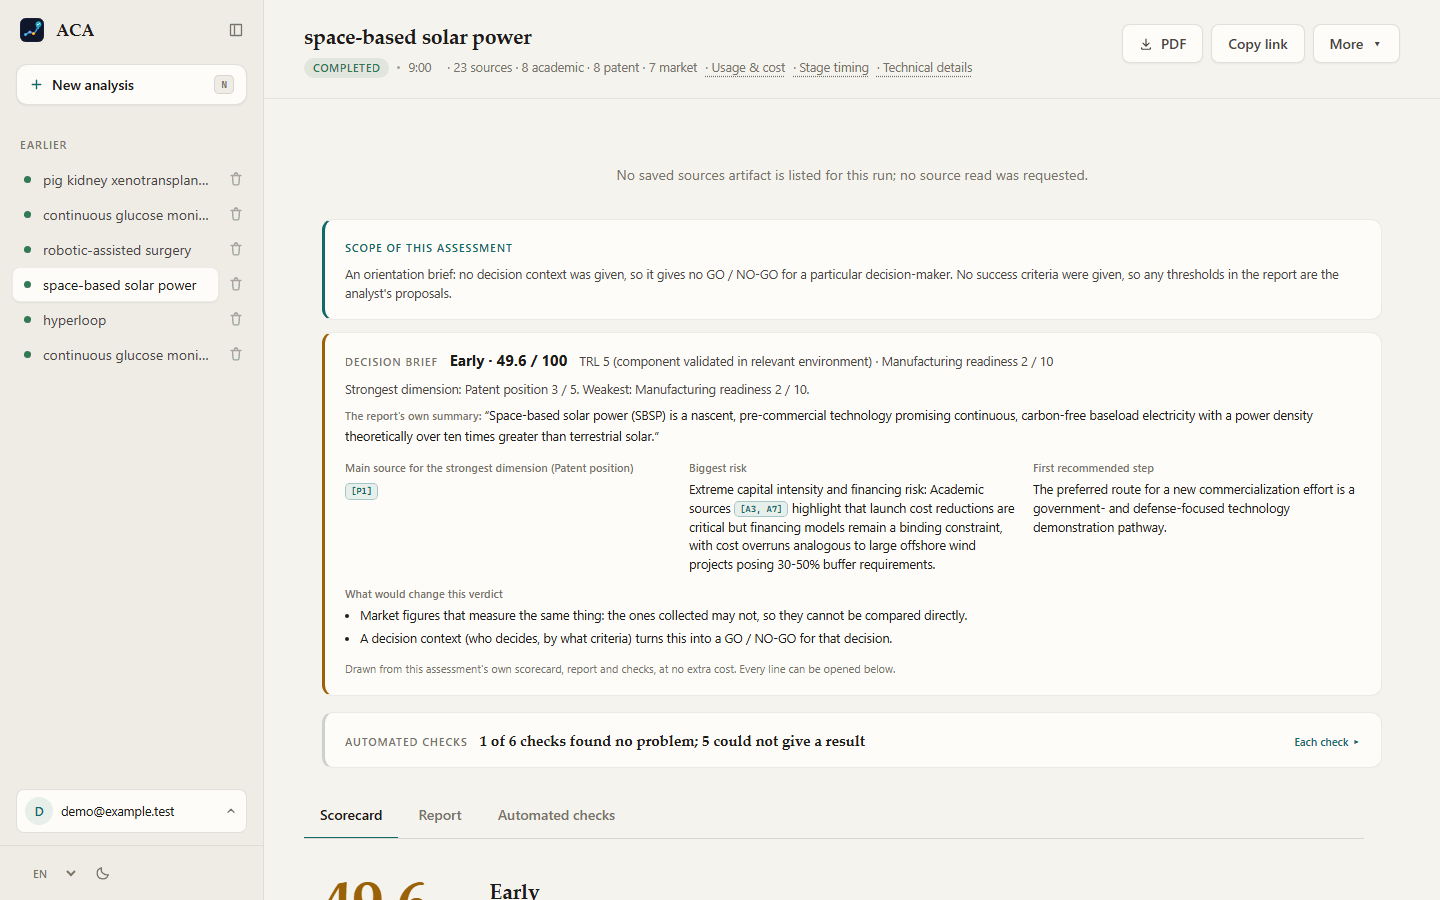 ACA
New analysis N
EARLIER
pig kidney xenotransplan...
continuous glucose moni...
robotic-assisted surgery
space-based solar power
hyperloop
continuous glucose moni...
D demo@example.test
EN
space-based solar power
COMPLETED • 9:00 · 23 sources · 8 academic · 8 patent · 7 market · Usage & cost · Stage timing · Technical details
PDF
Copy link
More
No saved sources artifact is listed for this run; no source read was requested.
SCOPE OF THIS ASSESSMENT
An orientation brief: no decision context was given, so it gives no GO / NO-GO for a particular decision-maker. No success criteria were given, so any thresholds in the report are the
analyst's proposals.
DECISION BRIEF Early · 49.6 / 100 TRL 5 (component validated in relevant environment) · Manufacturing readiness 2 / 10
Strongest dimension: Patent position 3 / 5. Weakest: Manufacturing readiness 2 / 10.
The report's own summary: “Space-based solar power (SBSP) is a nascent, pre-commercial technology promising continuous, carbon-free baseload electricity with a power density
theoretically over ten times greater than terrestrial solar.”
Main source for the strongest dimension (Patent position)
[P1]
Biggest risk
Extreme capital intensity and financing risk: Academic
sources [A3, A7] highlight that launch cost reductions are
critical but financing models remain a binding constraint,
with cost overruns analogous to large offshore wind
projects posing 30-50% buffer requirements.
First recommended step
The preferred route for a new commercialization effort is a
government- and defense-focused technology
demonstration pathway.
What would change this verdict
• Market figures that measure the same thing: the ones collected may not, so they cannot be compared directly.
• A decision context (who decides, by what criteria) turns this into a GO / NO-GO for that decision.
Drawn from this assessment's own scorecard, report and checks, at no extra cost. Every line can be opened below.
AUTOMATED CHECKS 1 of 6 checks found no problem; 5 could not give a result
Each check ▸
Scorecard
Report
Automated checks
49.6
Early